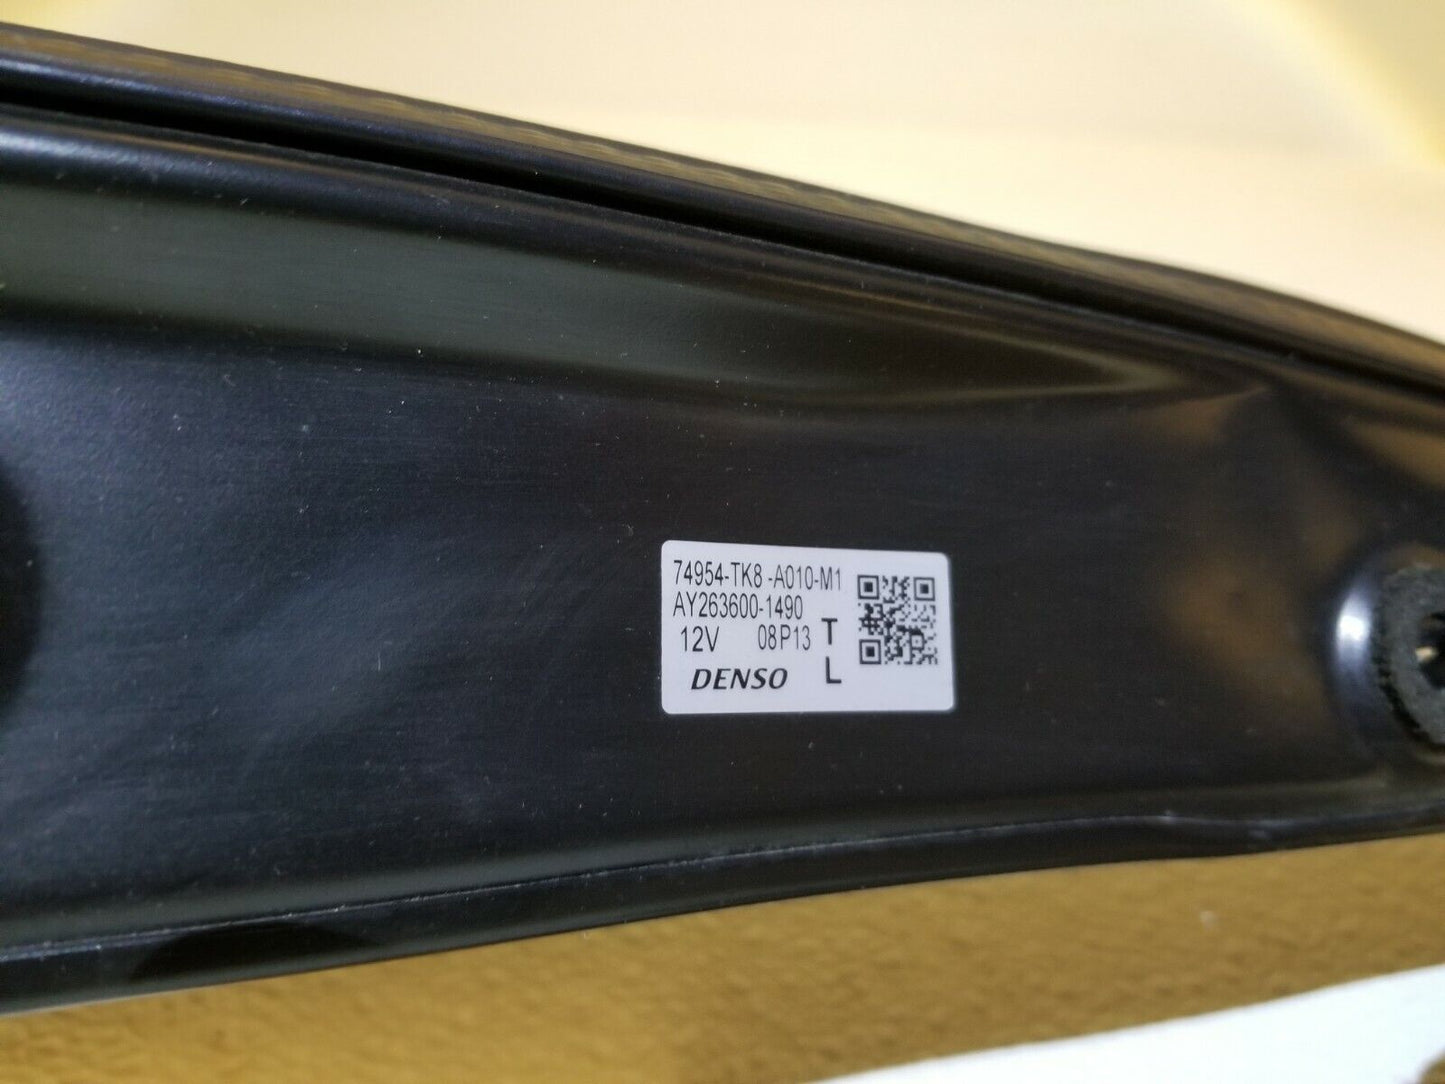 74954-TK8 -A010-M1
AY263600-1490
12V 08P13 T
L
DENSO